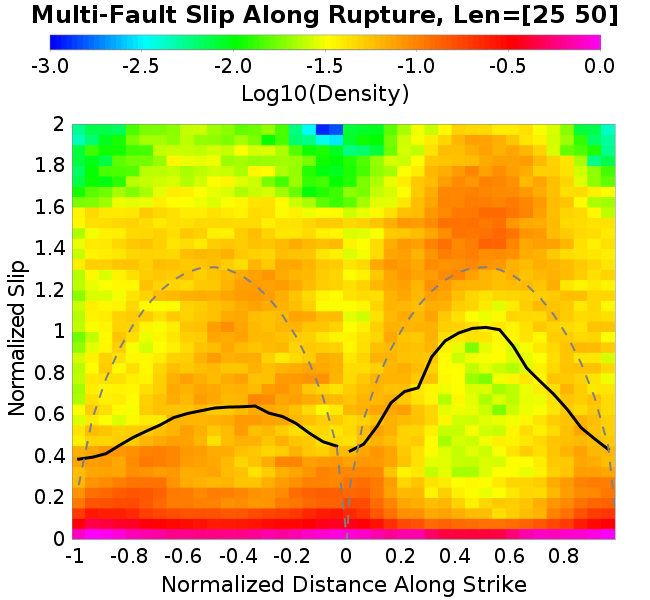 Multi-Fault Slip Along Rupture, Len=[25 50]
-3.0 -2.5 -2.0 -1.5 -1.0 -0.5 0.0
Log10(Density)
Normalized Slip
2
1.8
1.6
1.4
1.2
1
0.8
0.6
0.4
0.2
0
-1 -0.8 -0.6 -0.4 -0.2 0 0.2 0.4 0.6 0.8
Normalized Distance Along Strike